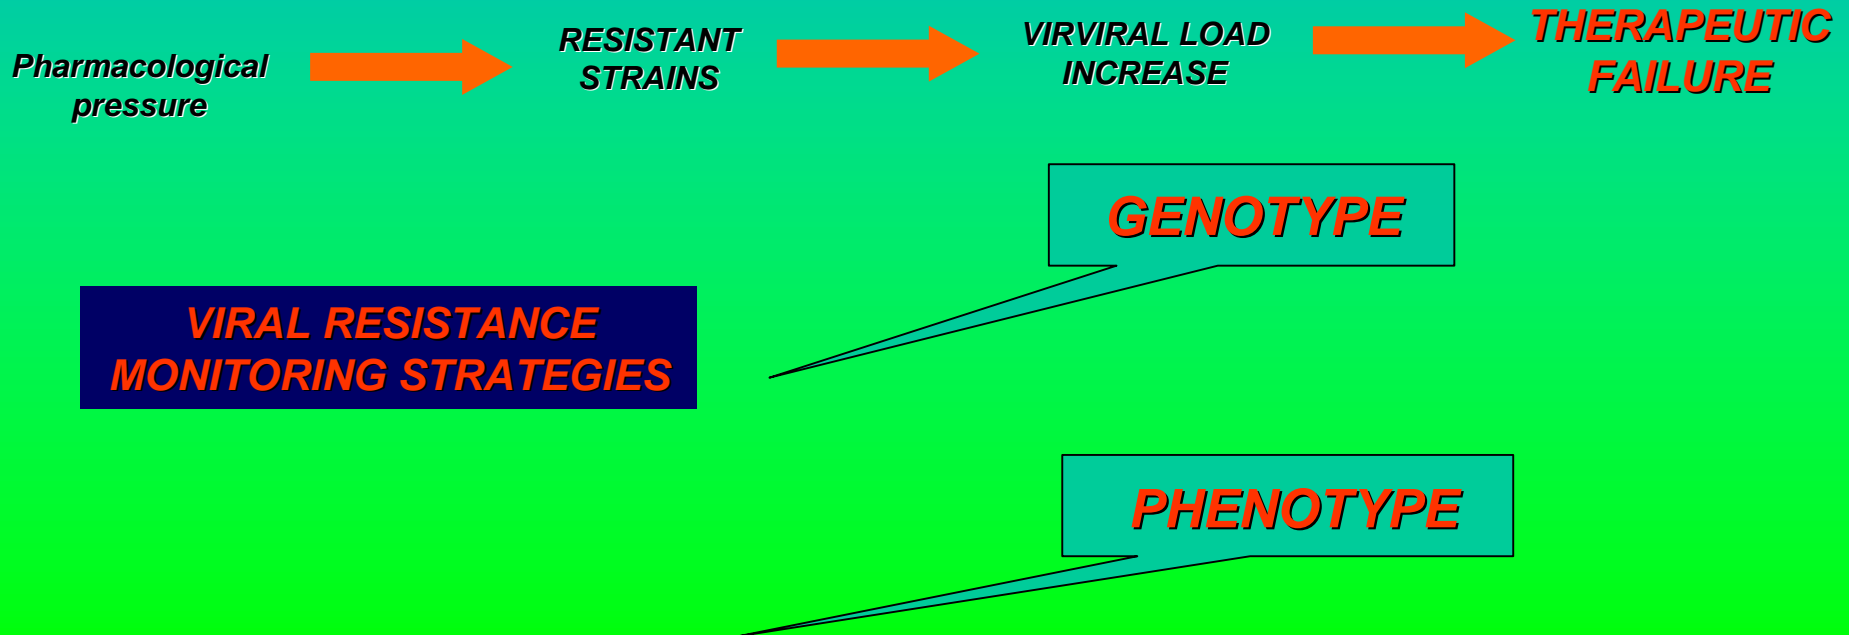 Pharmacological
pressure
RESISTANT
STRAINS
VIRVIRAL LOAD
INCREASE
THERAPEUTIC
FAILURE
GENOTYPE
VIRAL RESISTANCE
MONITORING STRATEGIES
PHENOTYPE